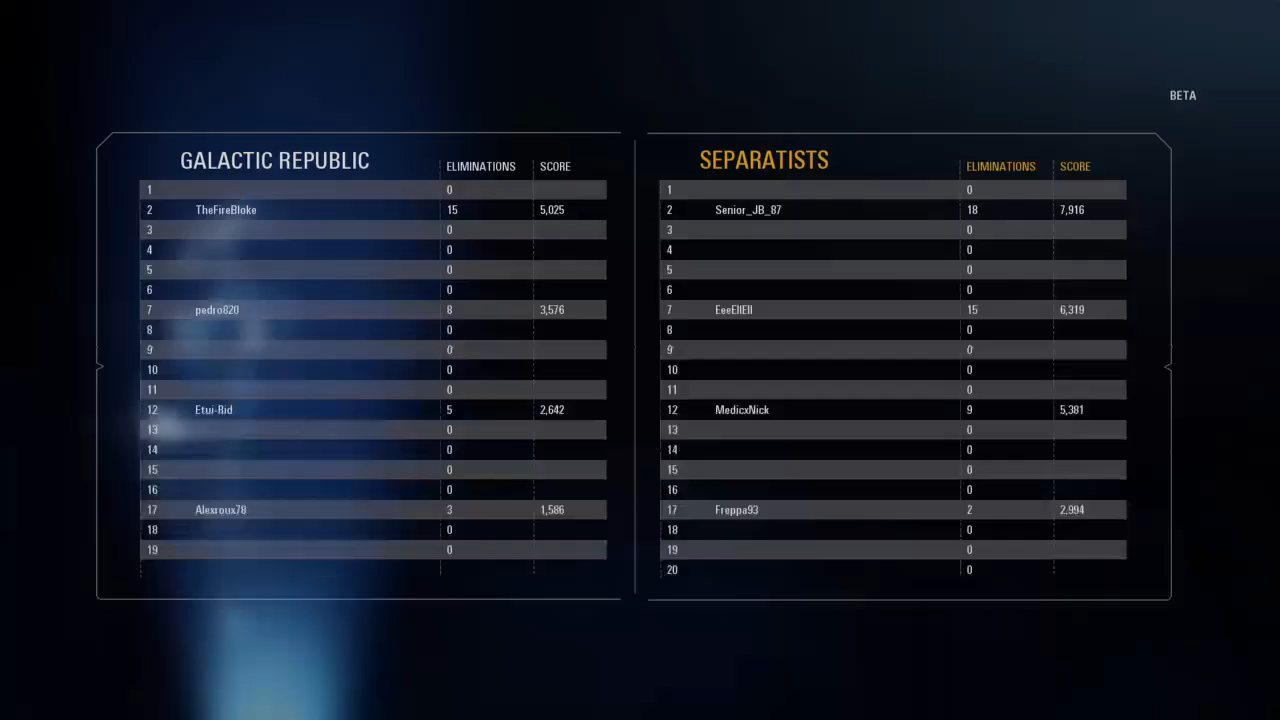 BETA
GALACTIC REPUBLIC ELIMINATIONS SCORE
1 0
2 TheFireBloke 15 5,025
3 0
4 0
5 0
6 0
7 pedro820 8 3,576
8 0
9 0
10 0
11 0
12 Etui-Rid 5 2,642
13 0
14 0
15 0
16 0
17 Alexroux78 3 1,586
18 0
19 0
SEPARATISTS ELIMINATIONS SCORE
1 0
2 Senior_JB_87 18 7,916
3 0
4 0
5 0
6 0
7 EeeEllEll 15 6,319
8 0
9 0
10 0
11 0
12 MedicxNick 9 5,381
13 0
14 0
15 0
16 0
17 Freppa93 2 2,994
18 0
19 0
20 0